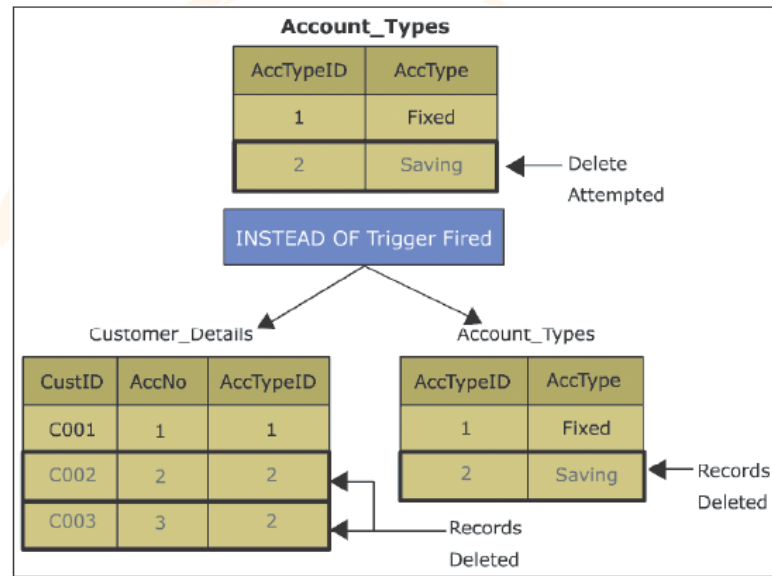 Account_Types
AccTypeID AccType
1 Fixed
2 Saving
Delete
Attempted
INSTEAD OF Trigger Fired
Customer_Details
CustID AccNo AccTypeID
C001 1 1
C002 2 2
C003 3 2
Records
Deleted
Account_Types
AccTypeID AccType
1 Fixed
2 Saving
Records
Deleted